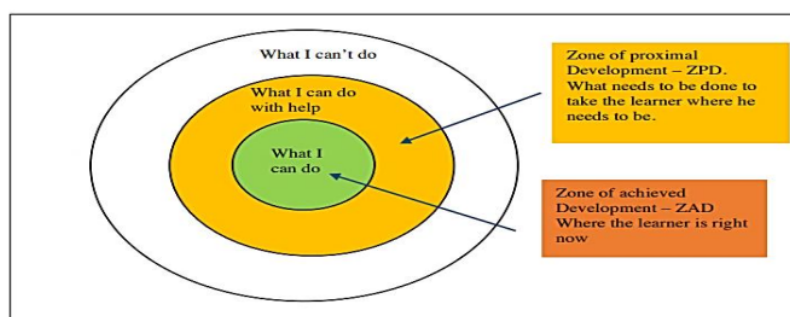 What I can't do
What I can do
with help
What I
can do
Zone of proximal
Development – ZPD.
What needs to be done to
take the learner where he
needs to be.
Zone of achieved
Development – ZAD
Where the learner is right
now